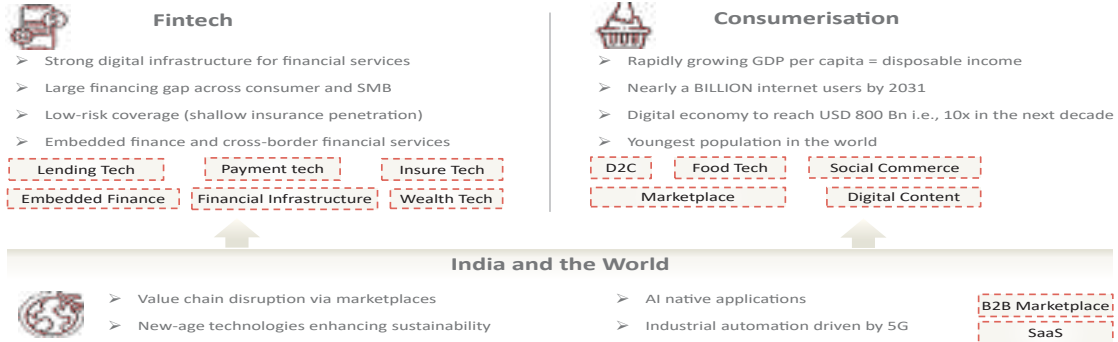 Fintech
Strong digital infrastructure for financial services
Large financing gap across consumer and SMB
Low-risk coverage (shallow insurance penetration)
Embedded finance and cross-border financial services
Lending Tech
Payment tech
Insure Tech
Embedded Finance
Financial Infrastructure
Wealth Tech
Consumerisation
Rapidly growing GDP per capita = disposable income
Nearly a BILLION internet users by 2031
Digital economy to reach USD 800 Bn i.e., 10x in the next decade
Youngest population in the world
D2C
Food Tech
Social Commerce
Marketplace
Digital Content
India and the World
Value chain disruption via marketplaces
New-age technologies enhancing sustainability
AI native applications
Industrial automation driven by 5G
B2B Marketplace
SaaS